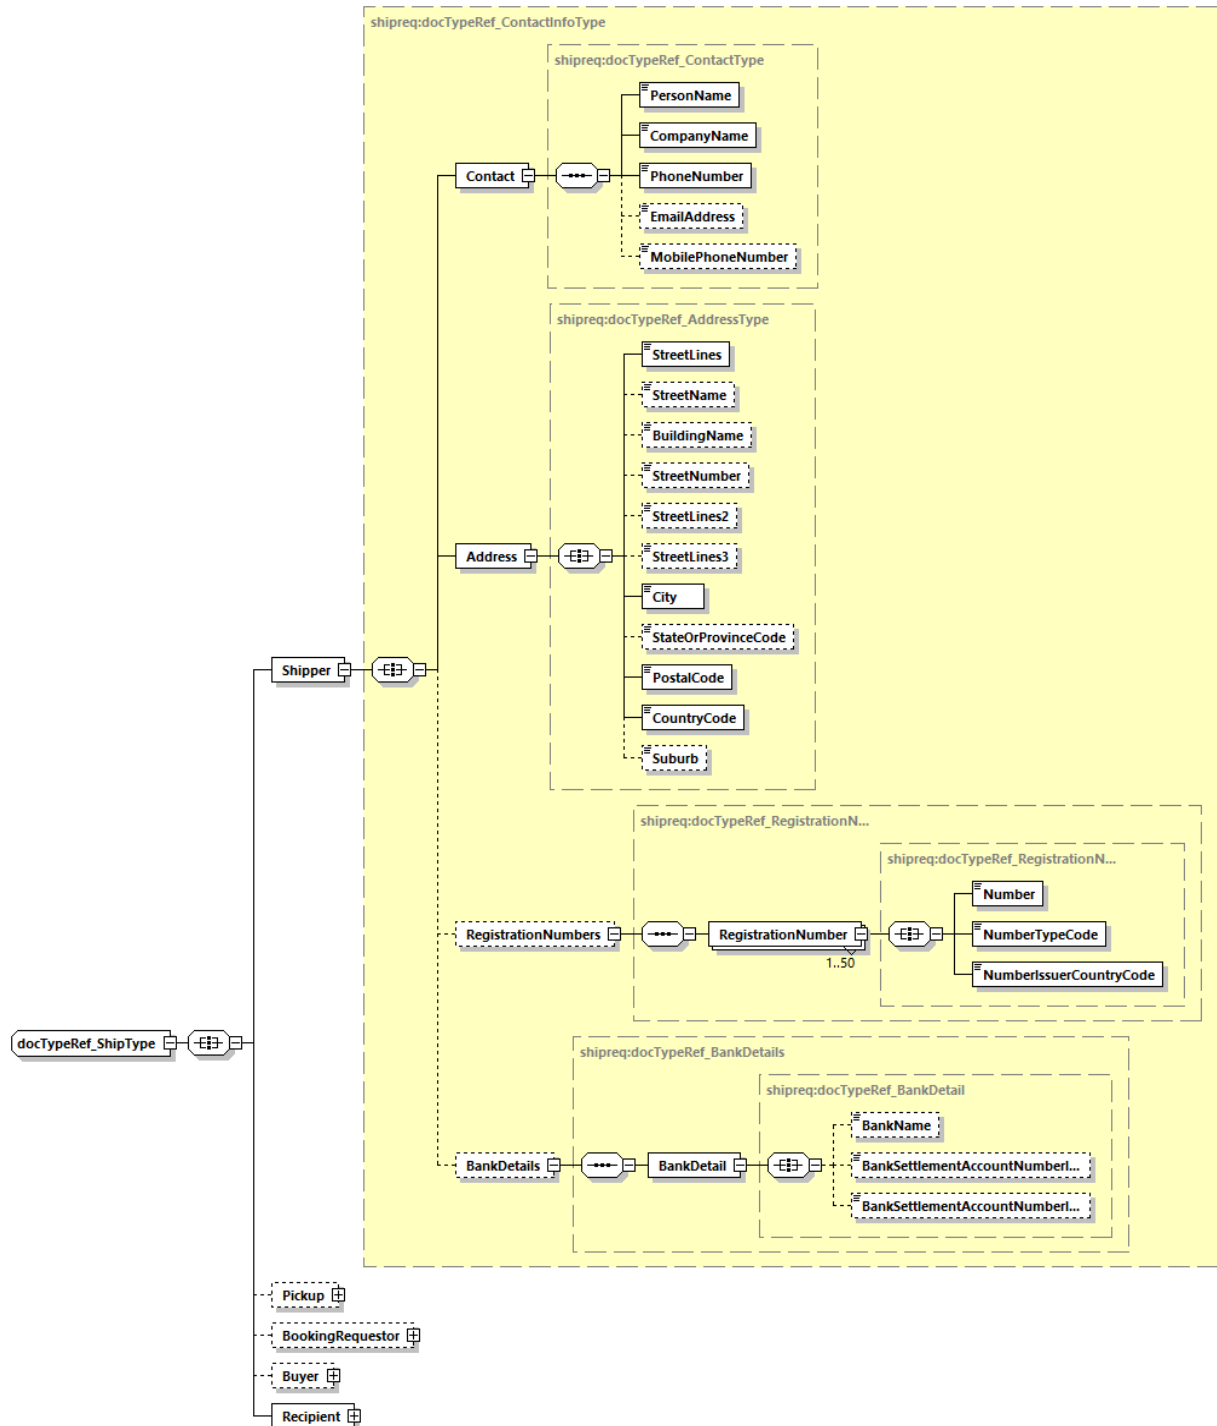 shipreq:docTypeRef_ContactInfoType
shipreq:docTypeRef_ContactType
PersonName
CompanyName
Contact
PhoneNumber
EmailAddress
MobilePhoneNumber
shipreq:docTypeRef_AddressType
StreetLines
StreetName
BuildingName
StreetNumber
StreetLines2
Address
StreetLines3
City
StateOrProvinceCode
Shipper
PostalCode
CountryCode
Suburb
shipreq:docTypeRef_RegistrationN...
shipreq:docTypeRef_RegistrationN...
Number
RegistrationNumbers
RegistrationNumber
NumberTypeCode
1..50
NumberIssuerCountryCode
docTypeRef_ShipType
shipreq:docTypeRef_BankDetails
shipreq:docTypeRef_BankDetail
BankName
BankDetails
BankDetail
BankSettlementAccountNumberI...
BankSettlementAccountNumberI...
Pickup
BookingRequestor
Buyer
Recipient